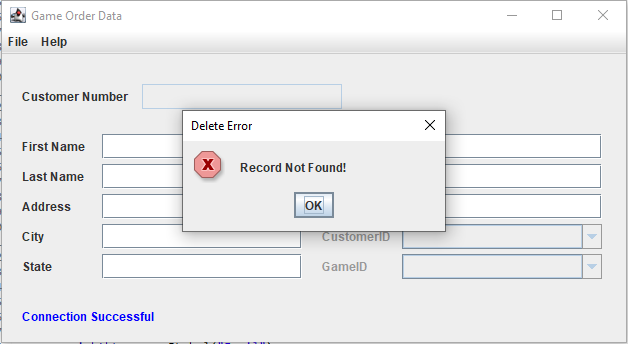 Game Order Data
File Help
Customer Number
Delete Error
Record Not Found!
OK
First Name
Last Name
Address
City
CustomerID
State
GameID
Connection Successful